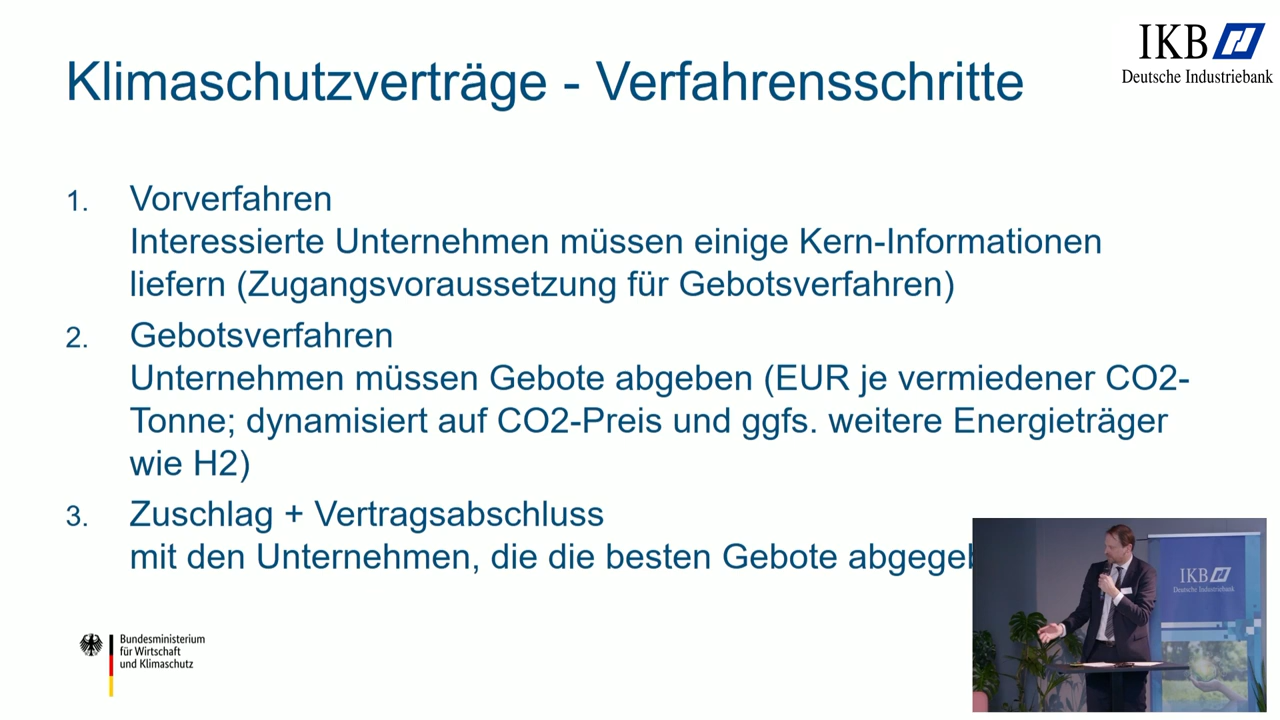 IKB
Deutsche Industriebank
Klimaschutzverträge - Verfahrensschritte
1. Vorverfahren
Interessierte Unternehmen müssen einige Kern-Informationen
liefern (Zugangsvoraussetzung für Gebotsverfahren)
2. Gebotsverfahren
Unternehmen müssen Gebote abgeben (EUR je vermiedener CO2-
Tonne; dynamisiert auf CO2-Preis und ggfs. weitere Energieträger
wie H2)
3. Zuschlag + Vertragsabschluss
mit den Unternehmen, die die besten Gebote
Bundesministerium
für Wirtschaft
und Klimaschutz
IKB
Deutsche Industriebank